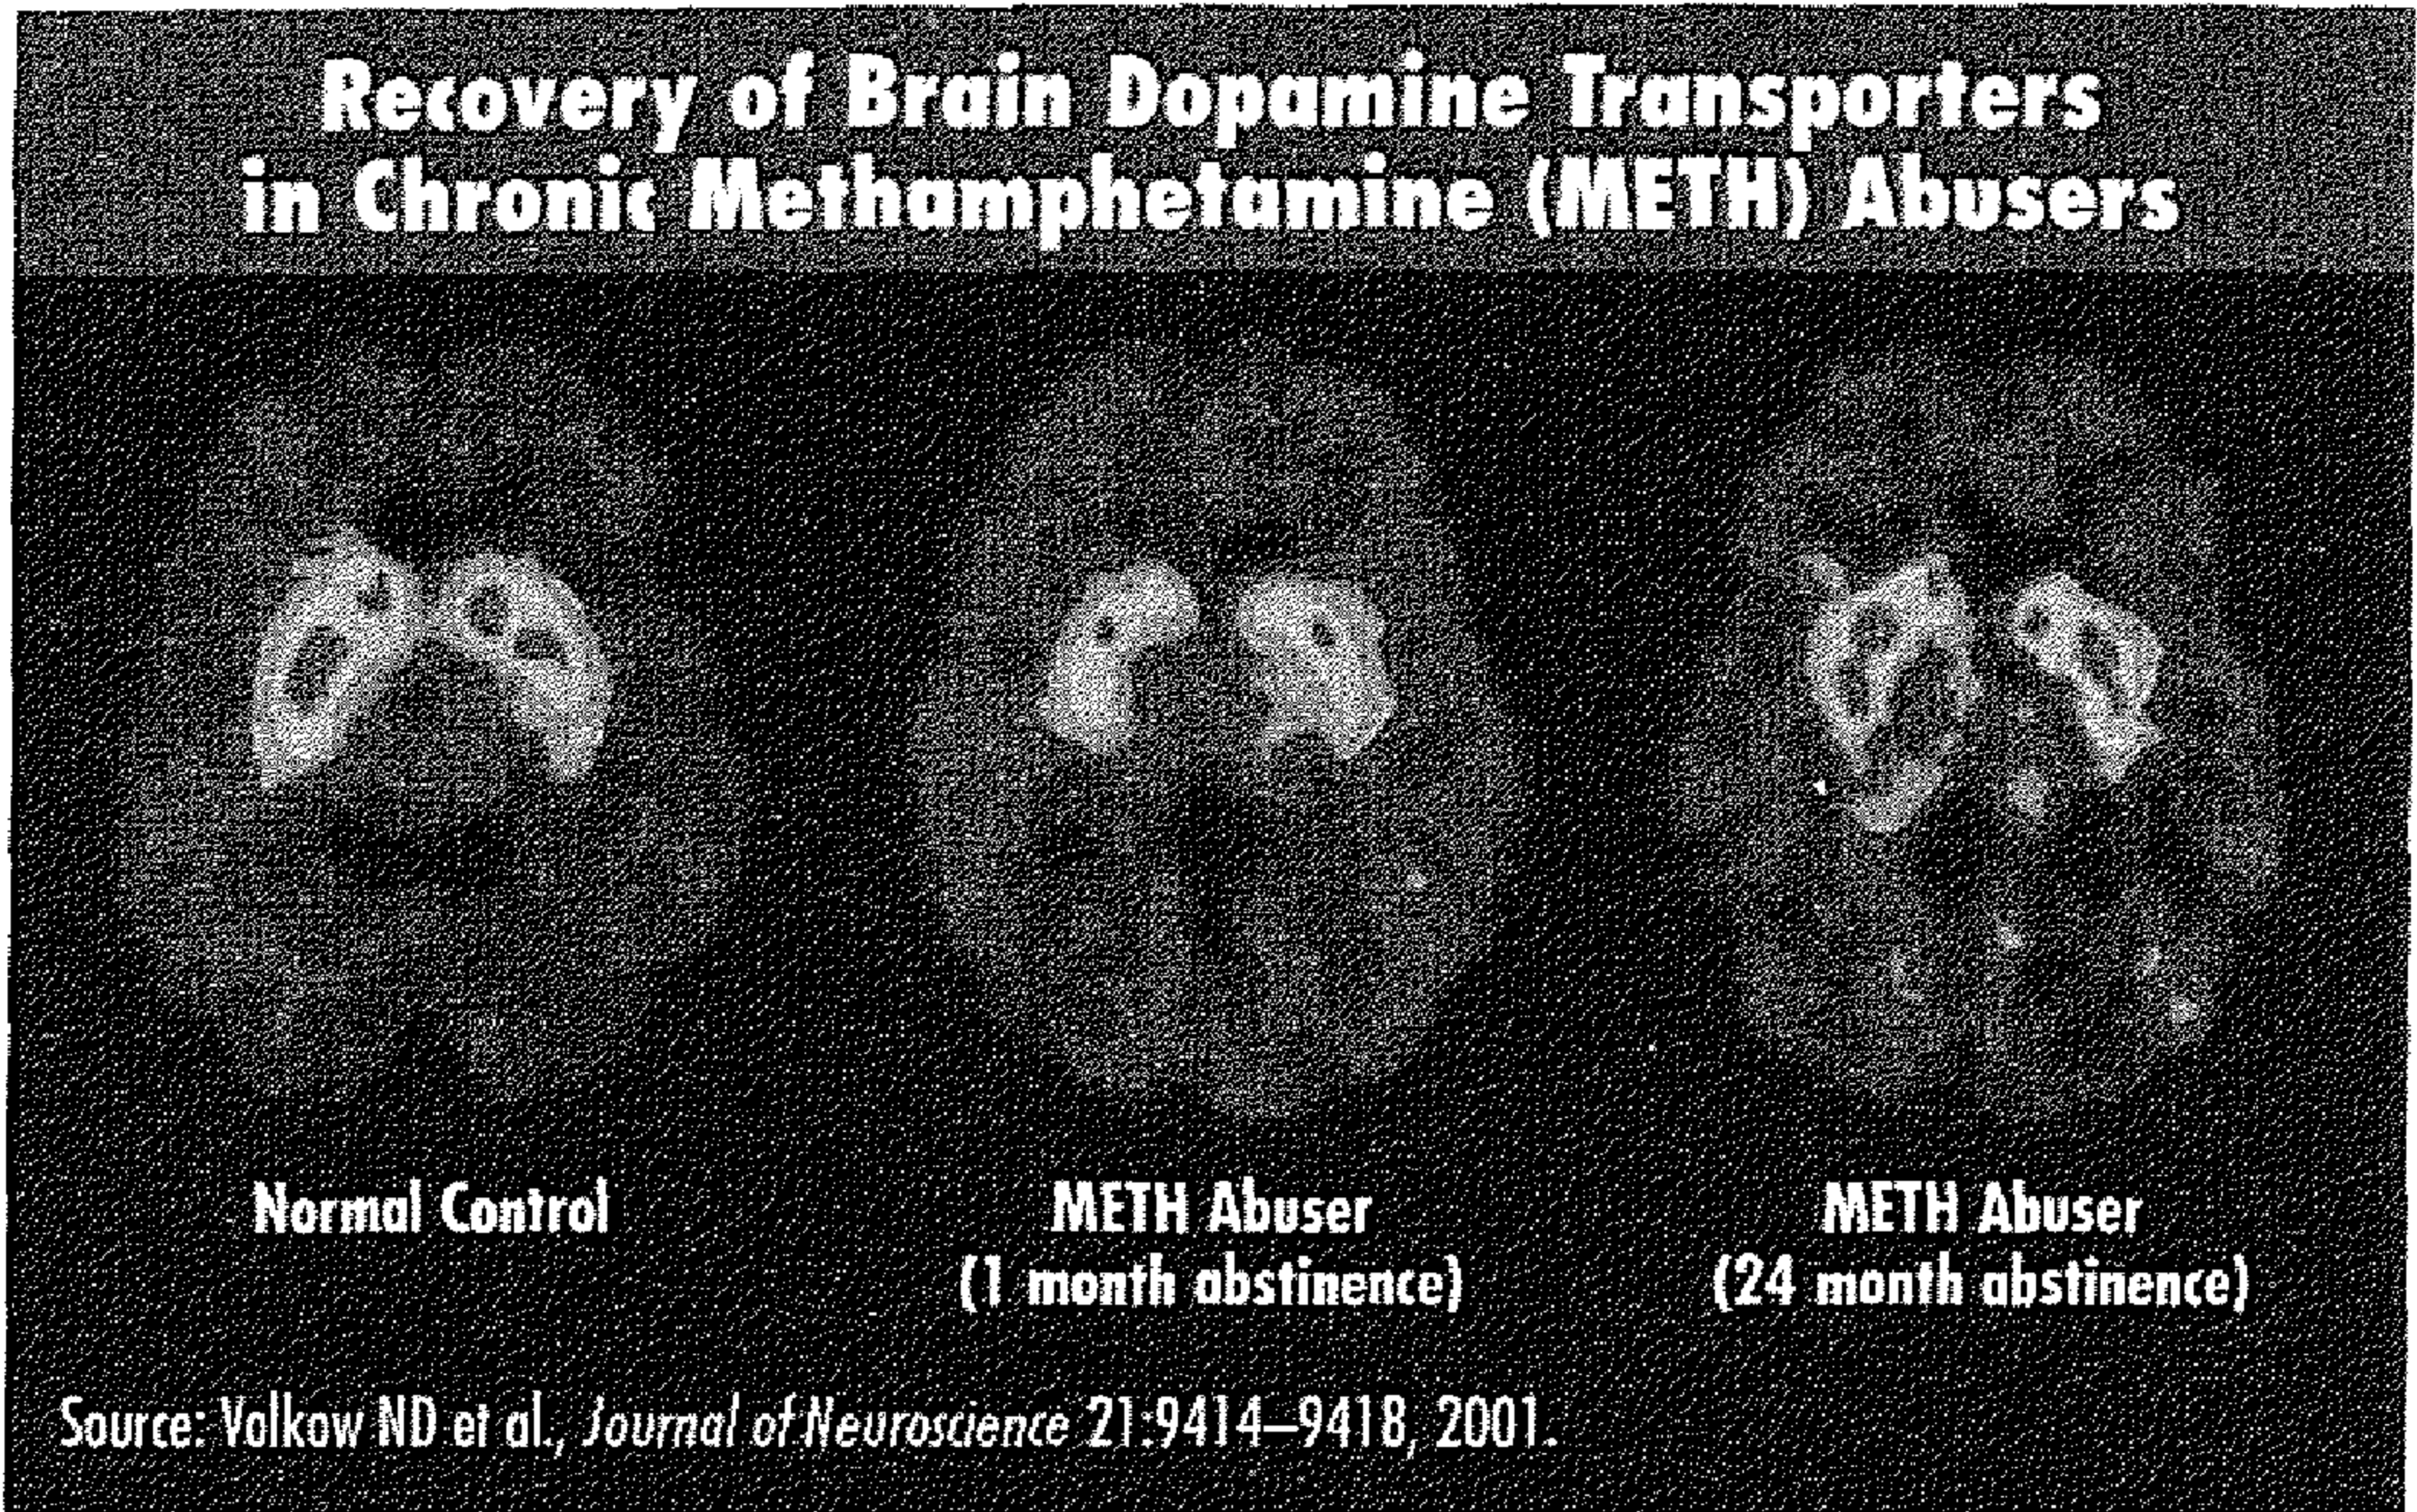 Recovery of Brain Dopamine Transporters
in Chronic Methamphetamine (METH) Abusers
Normal Control
METH Abuser
(1 month abstinence)
METH Abuser
(24 month abstinence)
Source: Volkow ND et al., Journal of Neuroscience 21:9414–9418, 2001.